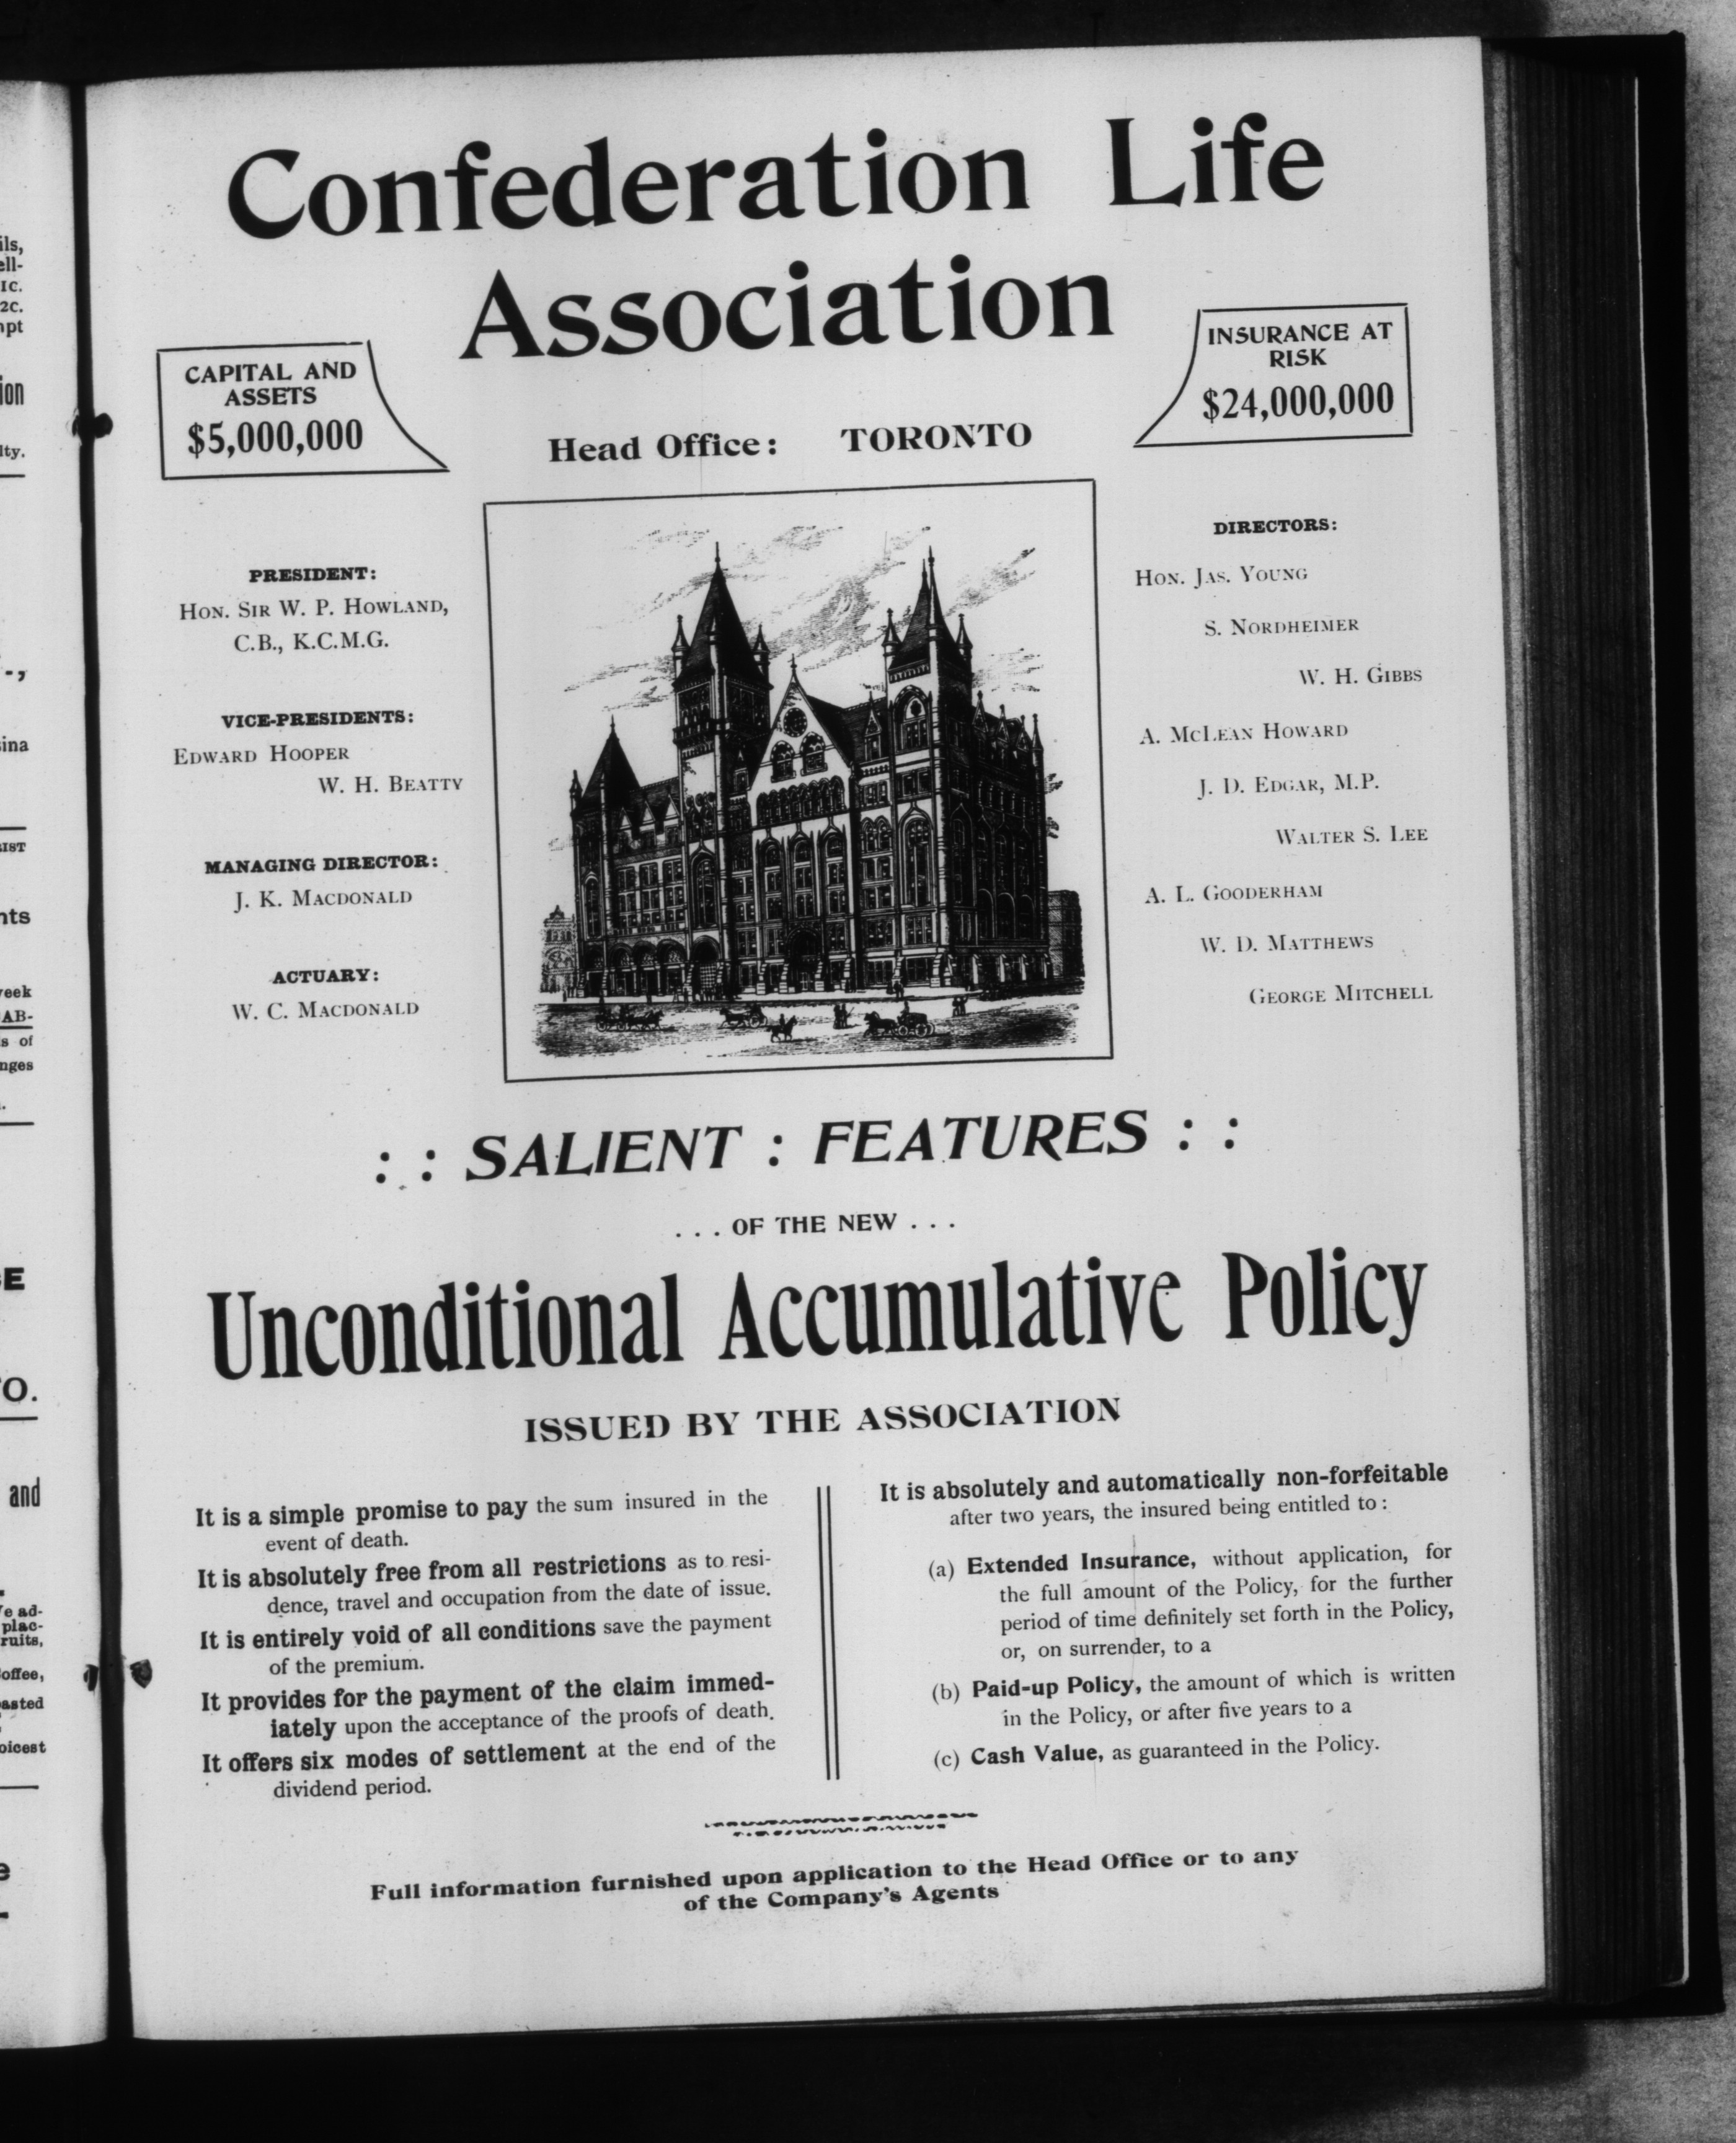 Confederation Life
Association
CAPITAL AND
ASSETS
$5,000,000
INSURANCE AT
RISK
$24,000,000
Head Office: TORONTO
PRESIDENT:
HON. SIR W. P. HOWLAND,
C.B., K.C.M.G.
VICE-PRESIDENTS:
EDWARD HOOPER
W. H. BEATTY
MANAGING DIRECTOR:
J. K. MACDONALD
ACTUARY:
W. C. MACDONALD
DIRECTORS:
HON. JAS. YOUNG
S. NORDHEIMER
W. H. GIBBS
A. MCLEAN HOWARD
J. D. EDGAR, M.P.
WALTER S. LEE
A. L. GOODERHAM
W. D. MATTHEWS
GEORGE MITCHELL
: : SALIENT : FEATURES : :
. . . OF THE NEW . . .
Unconditional Accumulative Policy
ISSUED BY THE ASSOCIATION
It is a simple promise to pay the sum insured in the
event of death.
It is absolutely free from all restrictions as to resi-
dence, travel and occupation from the date of issue.
It is entirely void of all conditions save the payment
of the premium.
It provides for the payment of the claim immed-
iately upon the acceptance of the proofs of death.
It offers six modes of settlement at the end of the
dividend period.
It is absolutely and automatically non-forfeitable
after two years, the insured being entitled to:
(a) Extended Insurance, without application, for
the full amount of the Policy, for the further
period of time definitely set forth in the Policy,
or, on surrender, to a
(b) Paid-up Policy, the amount of which is written
in the Policy, or after five years to a
(c) Cash Value, as guaranteed in the Policy.
Full information furnished upon application to the Head Office or to any
of the Company's Agents